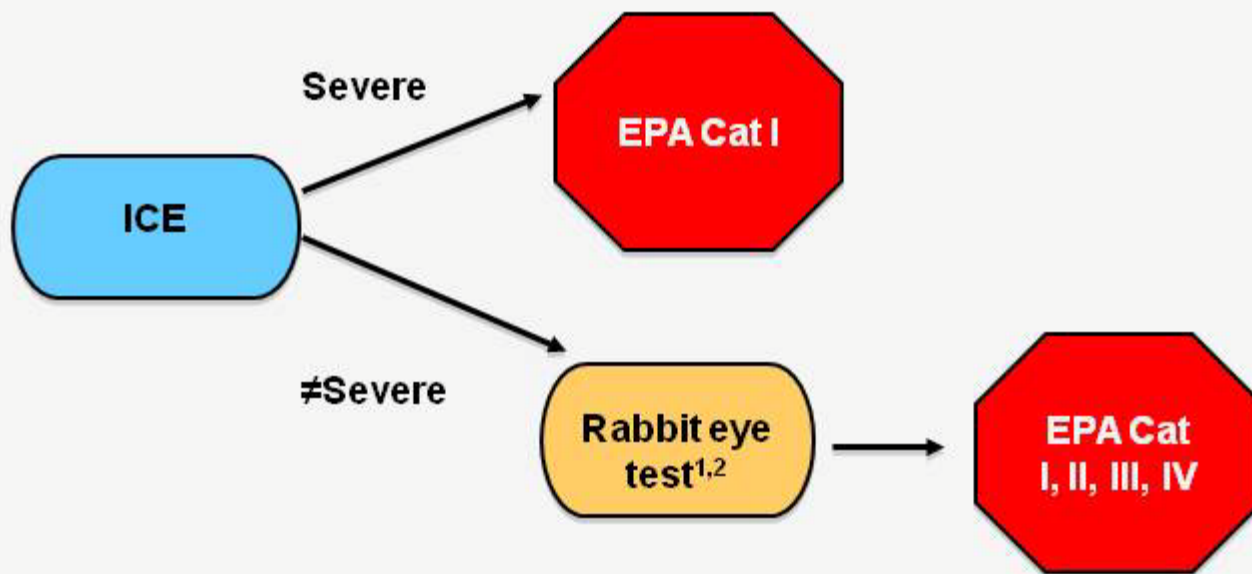 Severe
EPA Cat I
ICE
≠Severe
Rabbit eye
test¹,²
EPA Cat
I, II, III, IV